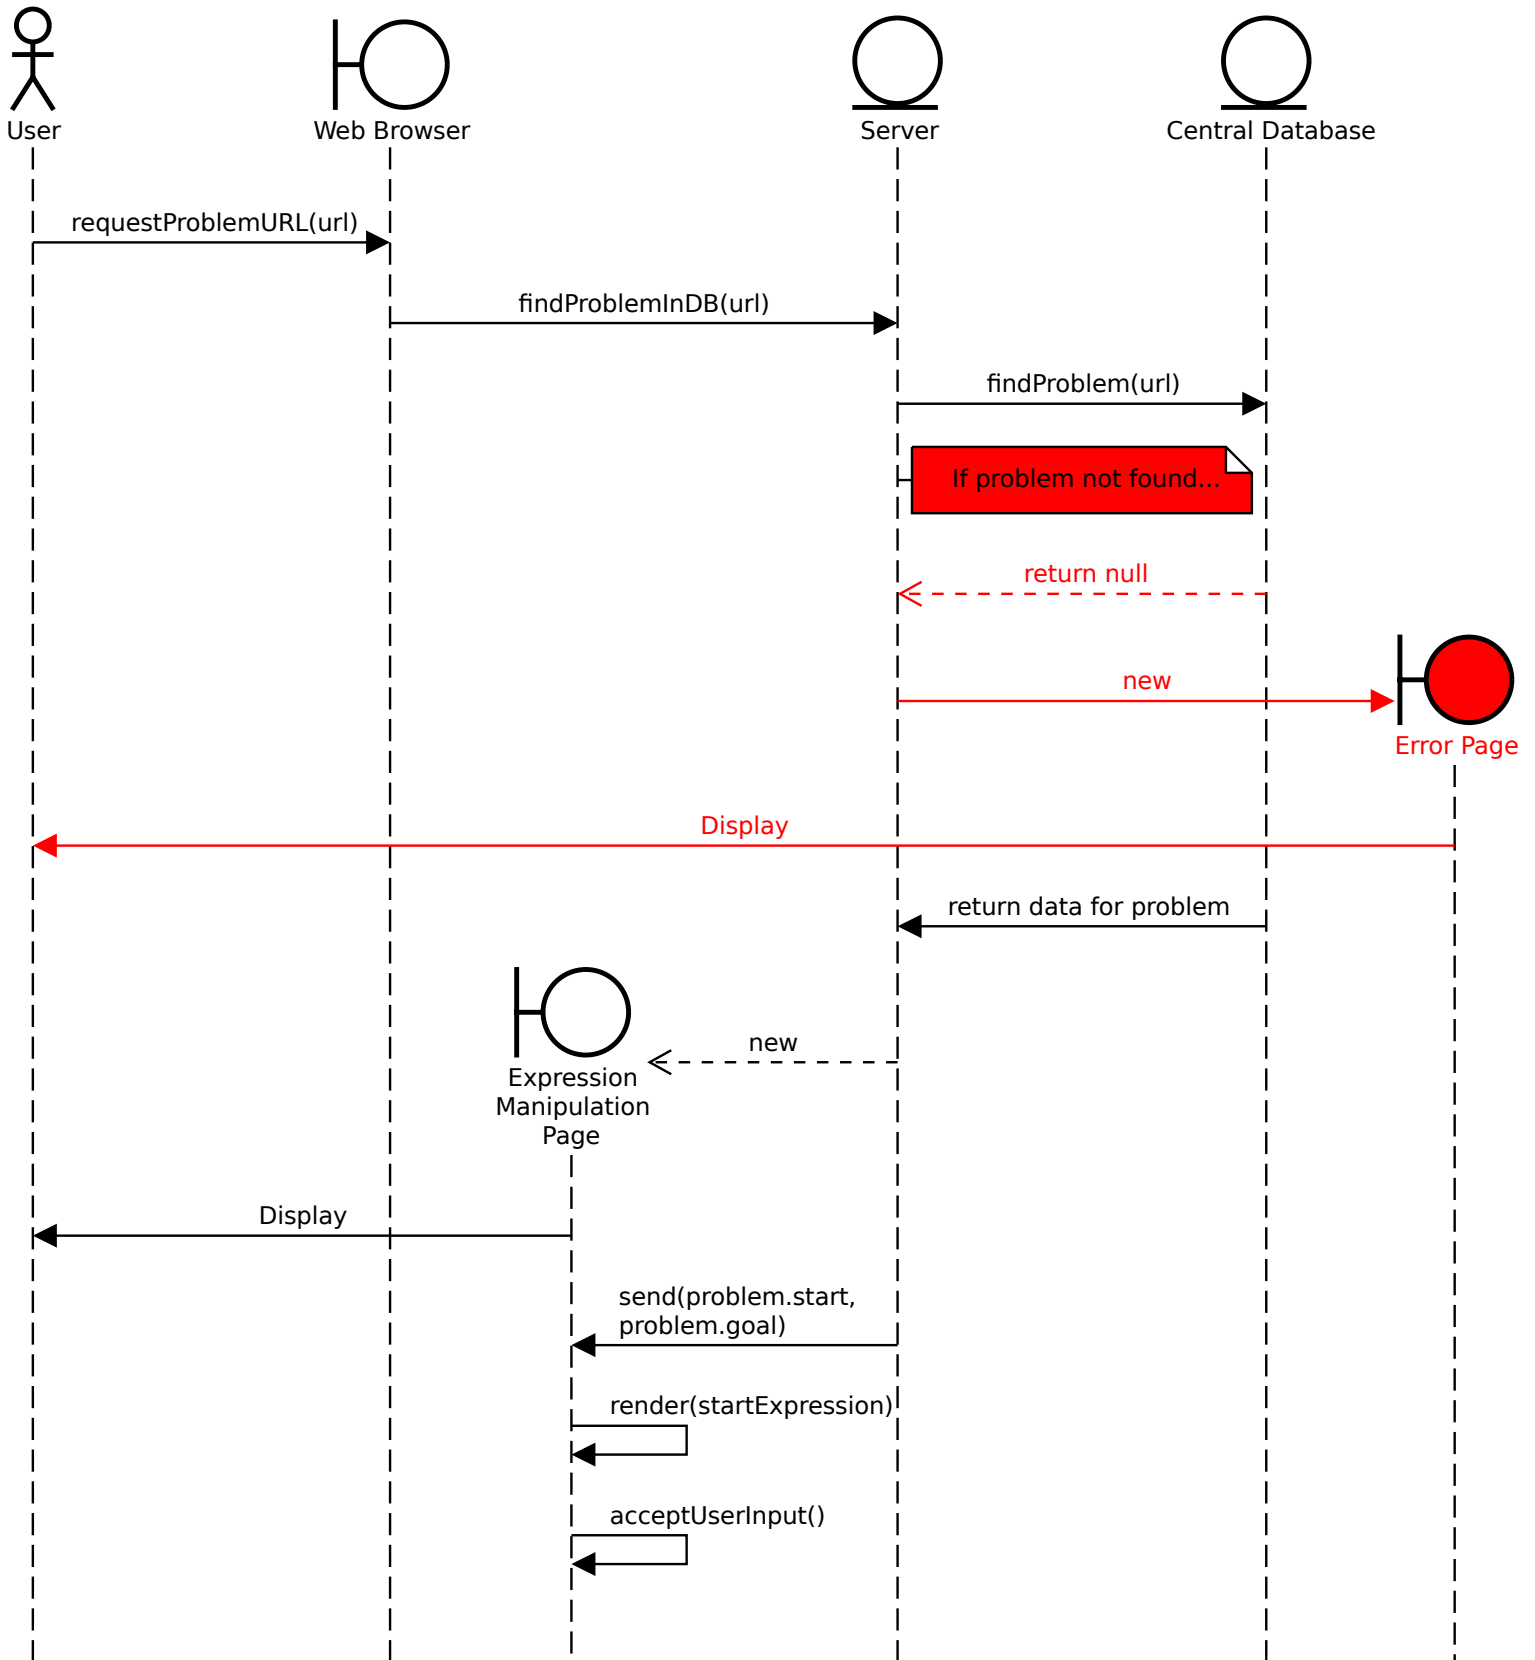 User
Web Browser
Server
Central Database
requestProblemURL(url)
findProblemInDB(url)
findProblem(url)
If problem not found...
return null
new
Error Page
Display
return data for problem
new
Expression
Manipulation
Page
Display
send(problem.start,
problem.goal)
render(startExpression)
acceptUserInput()